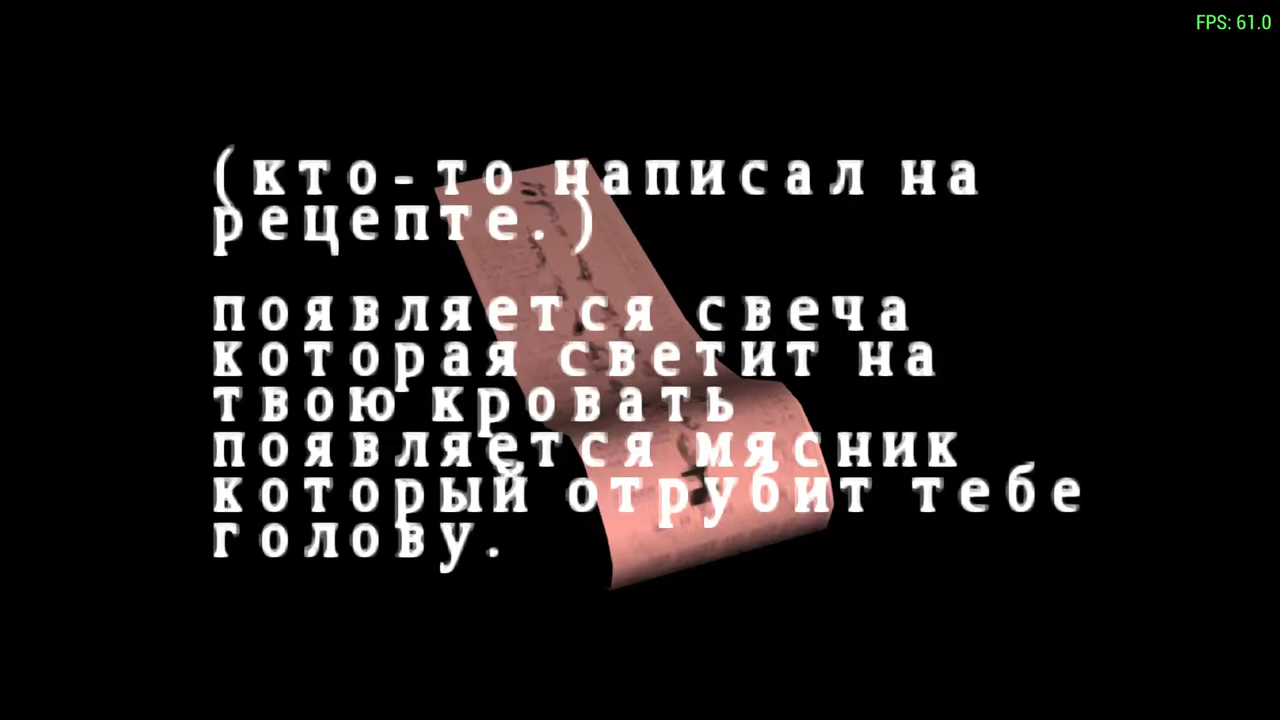 FPS: 61.0
(кто-то написал на
рецепте.)
появляется свеча
которая светит на
твою кровать
появляется мясник
который отрубит тебе
голову.